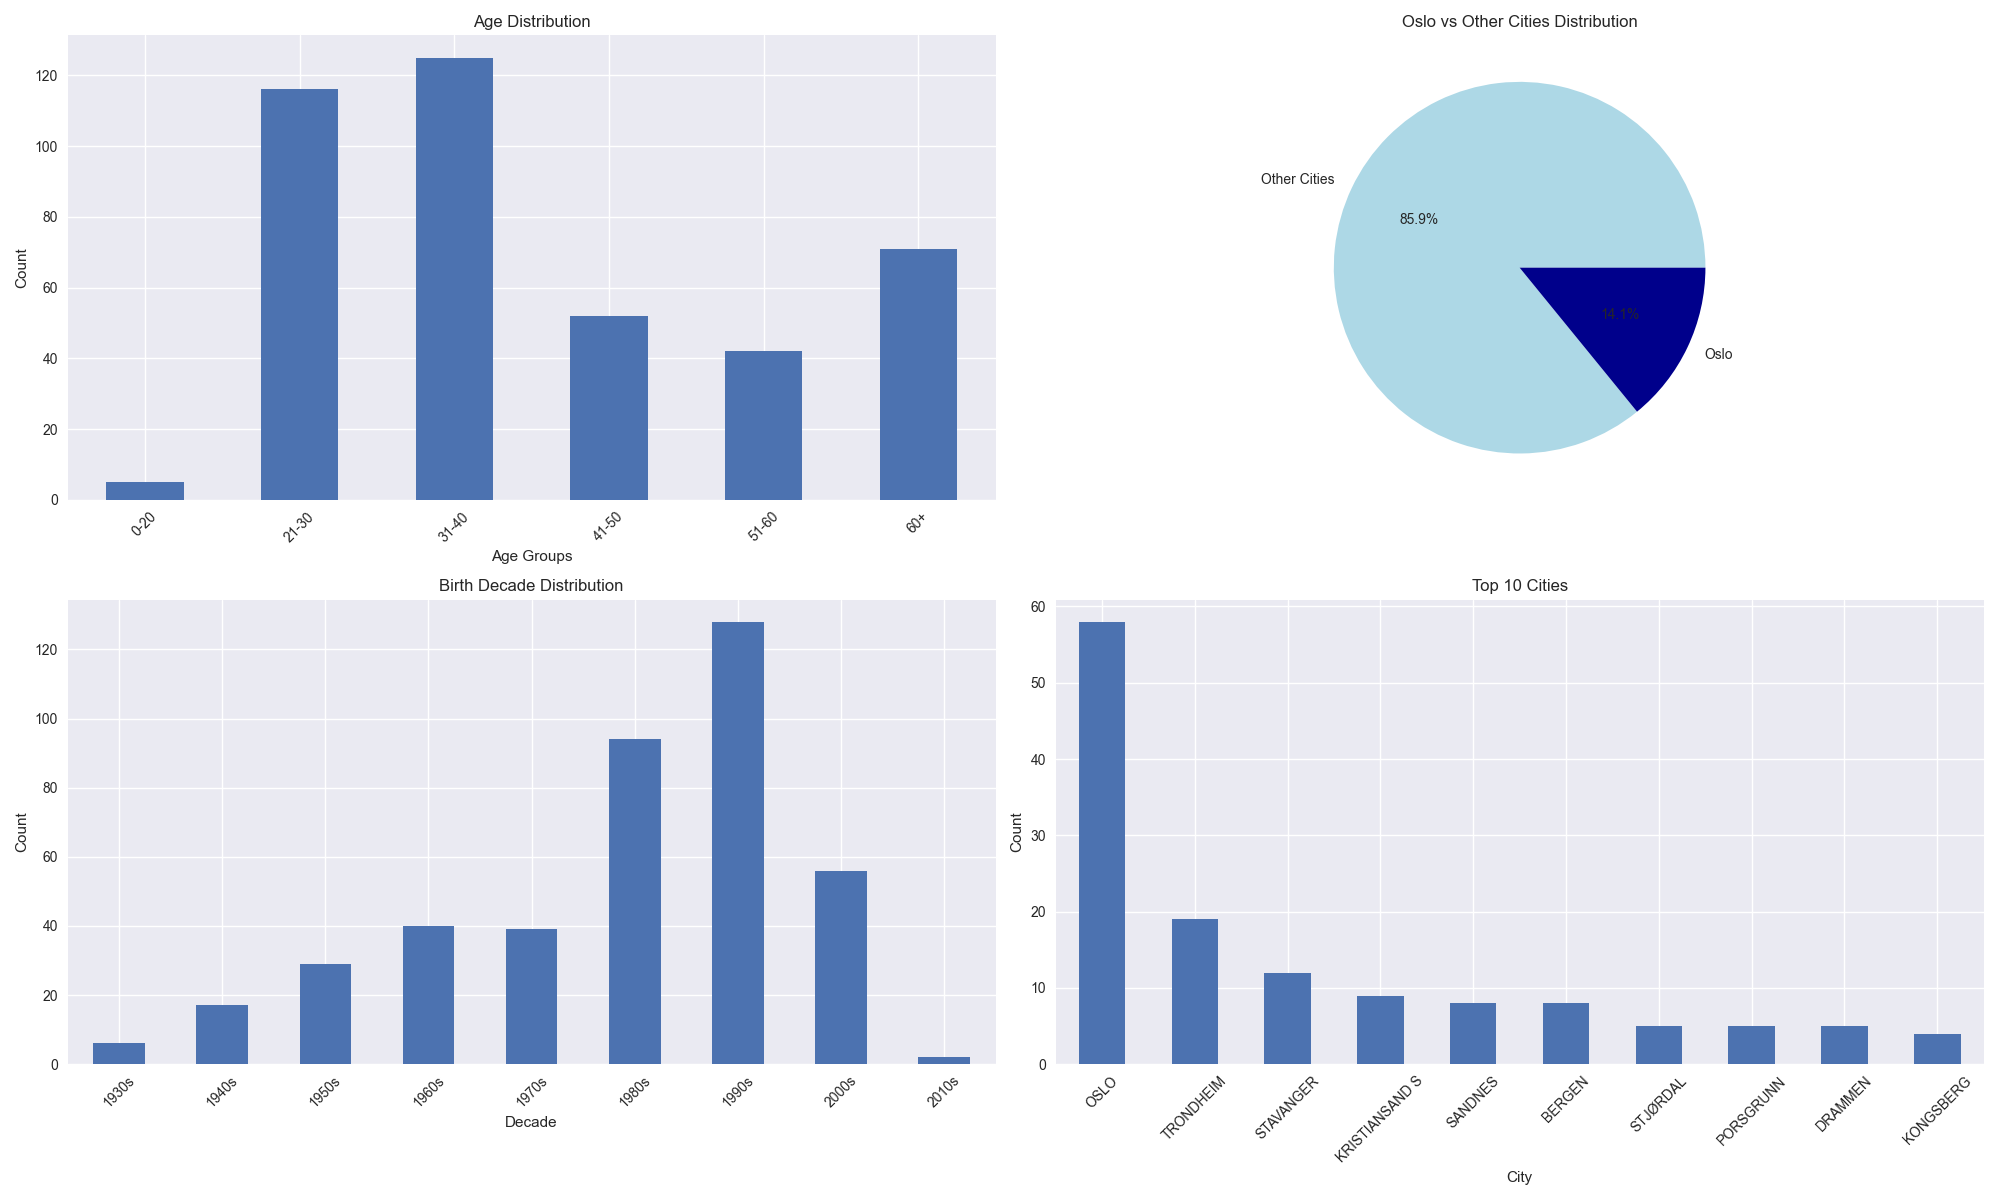 Age Distribution
120
100
80
60
40
20
0
Count
0-20
21-30
31-40
41-50
51-60
60+
Age Groups
Oslo vs Other Cities Distribution
Other Cities
85.9%
14.1%
Oslo
Birth Decade Distribution
120
100
80
60
40
20
0
Count
1930s
1940s
1950s
1960s
1970s
1980s
1990s
2000s
2010s
Decade
Top 10 Cities
60
50
40
30
20
10
0
Count
OSLO
TRONDHEIM
STAVANGER
KRISTIANSAND S
SANDNES
BERGEN
STJØRDAL
PORSGRUNN
DRAMMEN
KONGSBERG
City